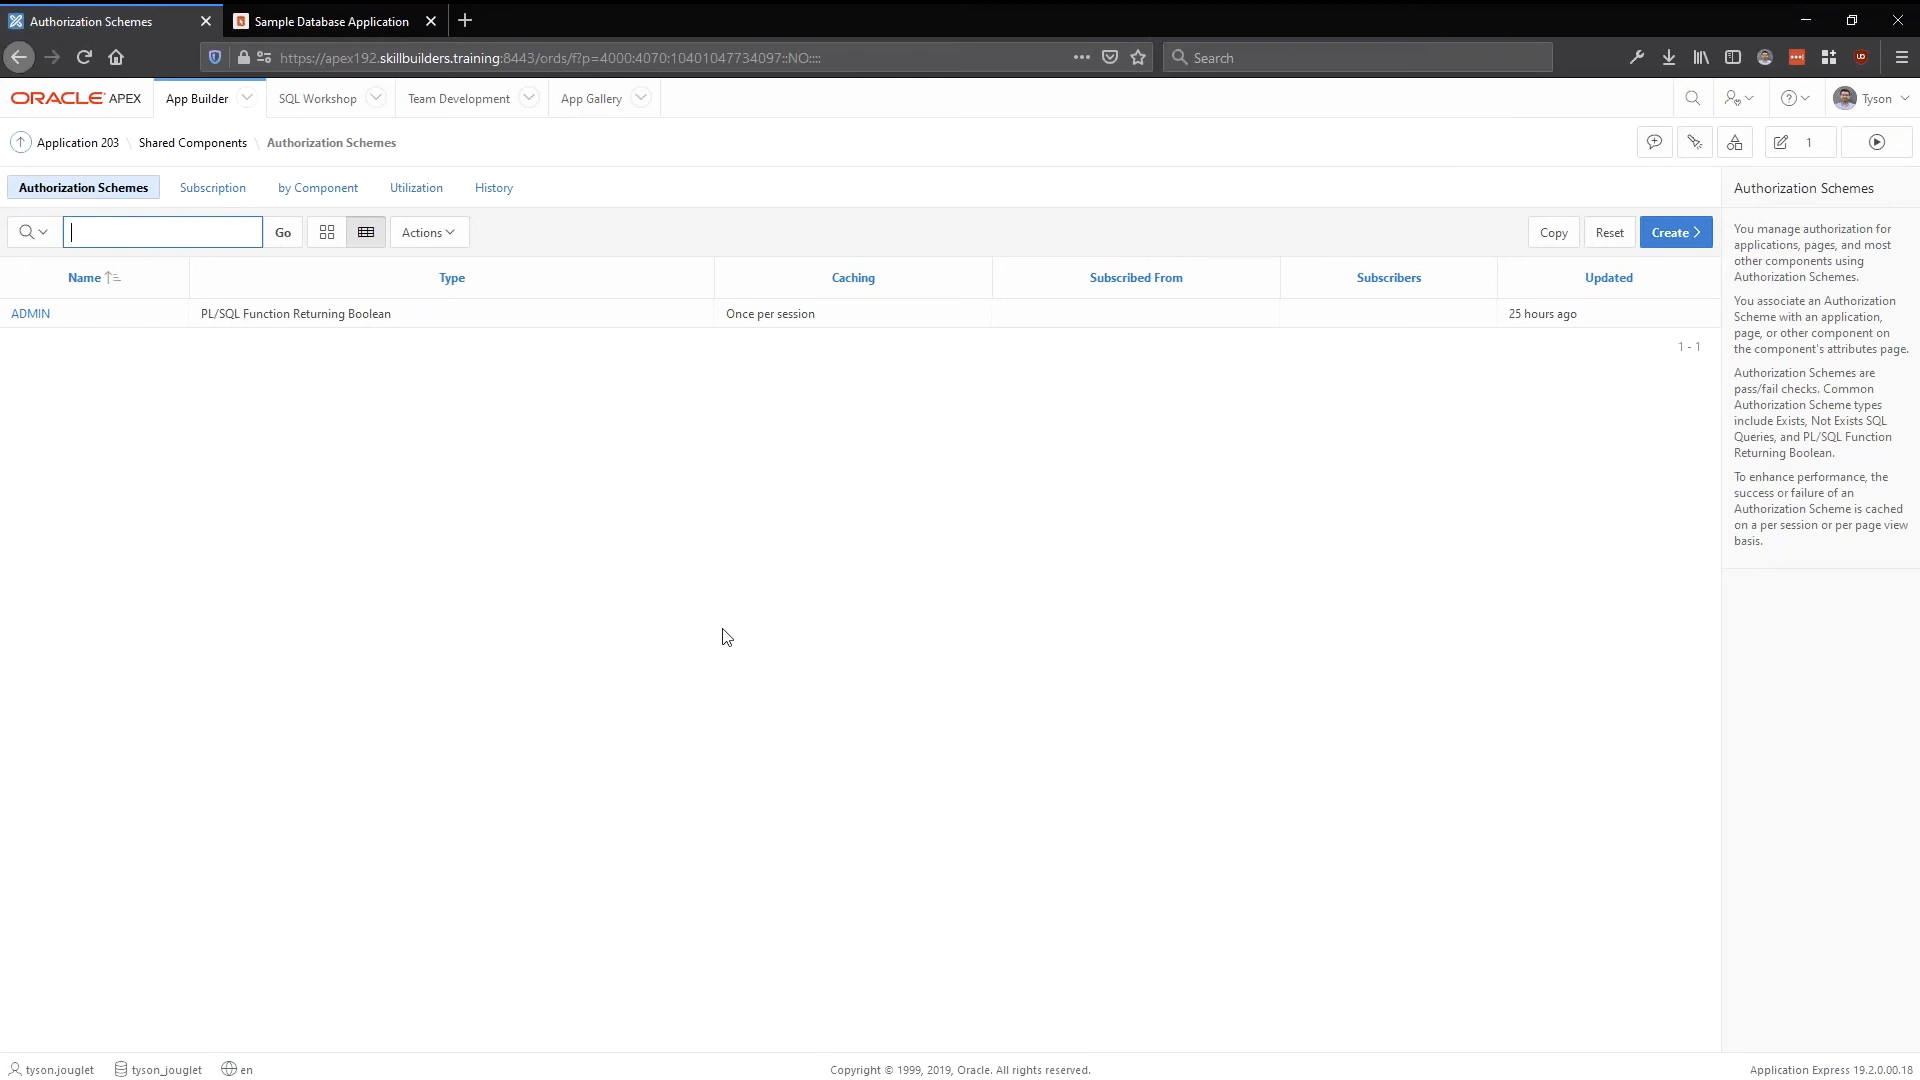 Authorization Schemes
Sample Database Application
https://apex192.skillbuilders.training:8443/ords/f?p=4000:4070:10401047734097::NO::::
Search
ORACLE APEX
App Builder
SQL Workshop
Team Development
App Gallery
Tyson
Application 203 \ Shared Components \ Authorization Schemes
1
Authorization Schemes
Subscription
by Component
Utilization
History
Go
Actions
Copy
Reset
Create
Name
Type
Caching
Subscribed From
Subscribers
Updated
ADMIN
PL/SQL Function Returning Boolean
Once per session
25 hours ago
1 - 1
Authorization Schemes
You manage authorization for
applications, pages, and most
other components using
Authorization Schemes.
You associate an Authorization
Scheme with an application,
page, or other component on
the component's attributes page.
Authorization Schemes are
pass/fail checks. Common
Authorization Scheme types
include Exists, Not Exists SQL
Queries, and PL/SQL Function
Returning Boolean.
To enhance performance, the
success or failure of an
Authorization Scheme is cached
on a per session or per page view
basis.
tyson.jouglet
tyson_jouglet
en
Copyright © 1999, 2019, Oracle. All rights reserved.
Application Express 19.2.0.00.18